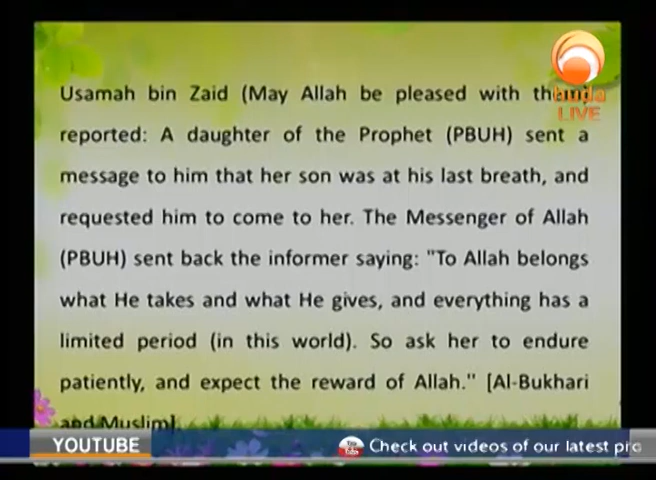 Usamah bin Zaid (May Allah be pleased with
reported: A daughter of the Prophet (PBUH) sent a
message to him that her son was at his last breath, and
requested him to come to her. The Messenger of Allah
(PBUH) sent back the informer saying: "To Allah belongs
what He takes and what He gives, and everything has a
limited period (in this world). So ask her to endure
patiently, and expect the reward of Allah." [Al-Bukhari
and Muslim]
huda
LIVE
YOUTUBE
Check out videos of our latest